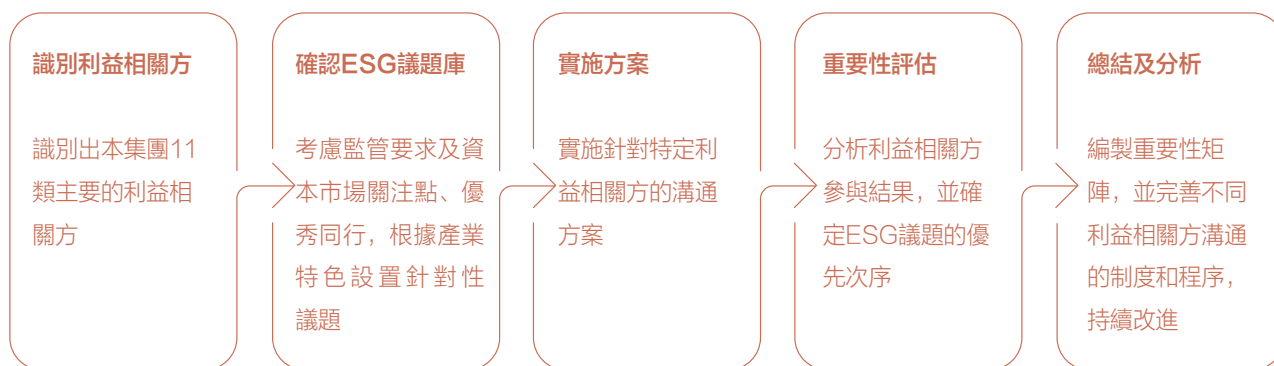 識別利益相關方
識別出本集團11
類主要的利益相
關方
確認ESG議題庫
考慮監管要求及資
本市場關注點、優
秀同行，根據產業
特色設置針對性
議題
實施方案
實施針對特定利
益相關方的溝通
方案
重要性評估
分析利益相關方
參與結果，並確
定ESG議題的優
先次序
總結及分析
編製重要性矩
陣，並完善不同
利益相關方溝通
的制度和程序，
持續改進